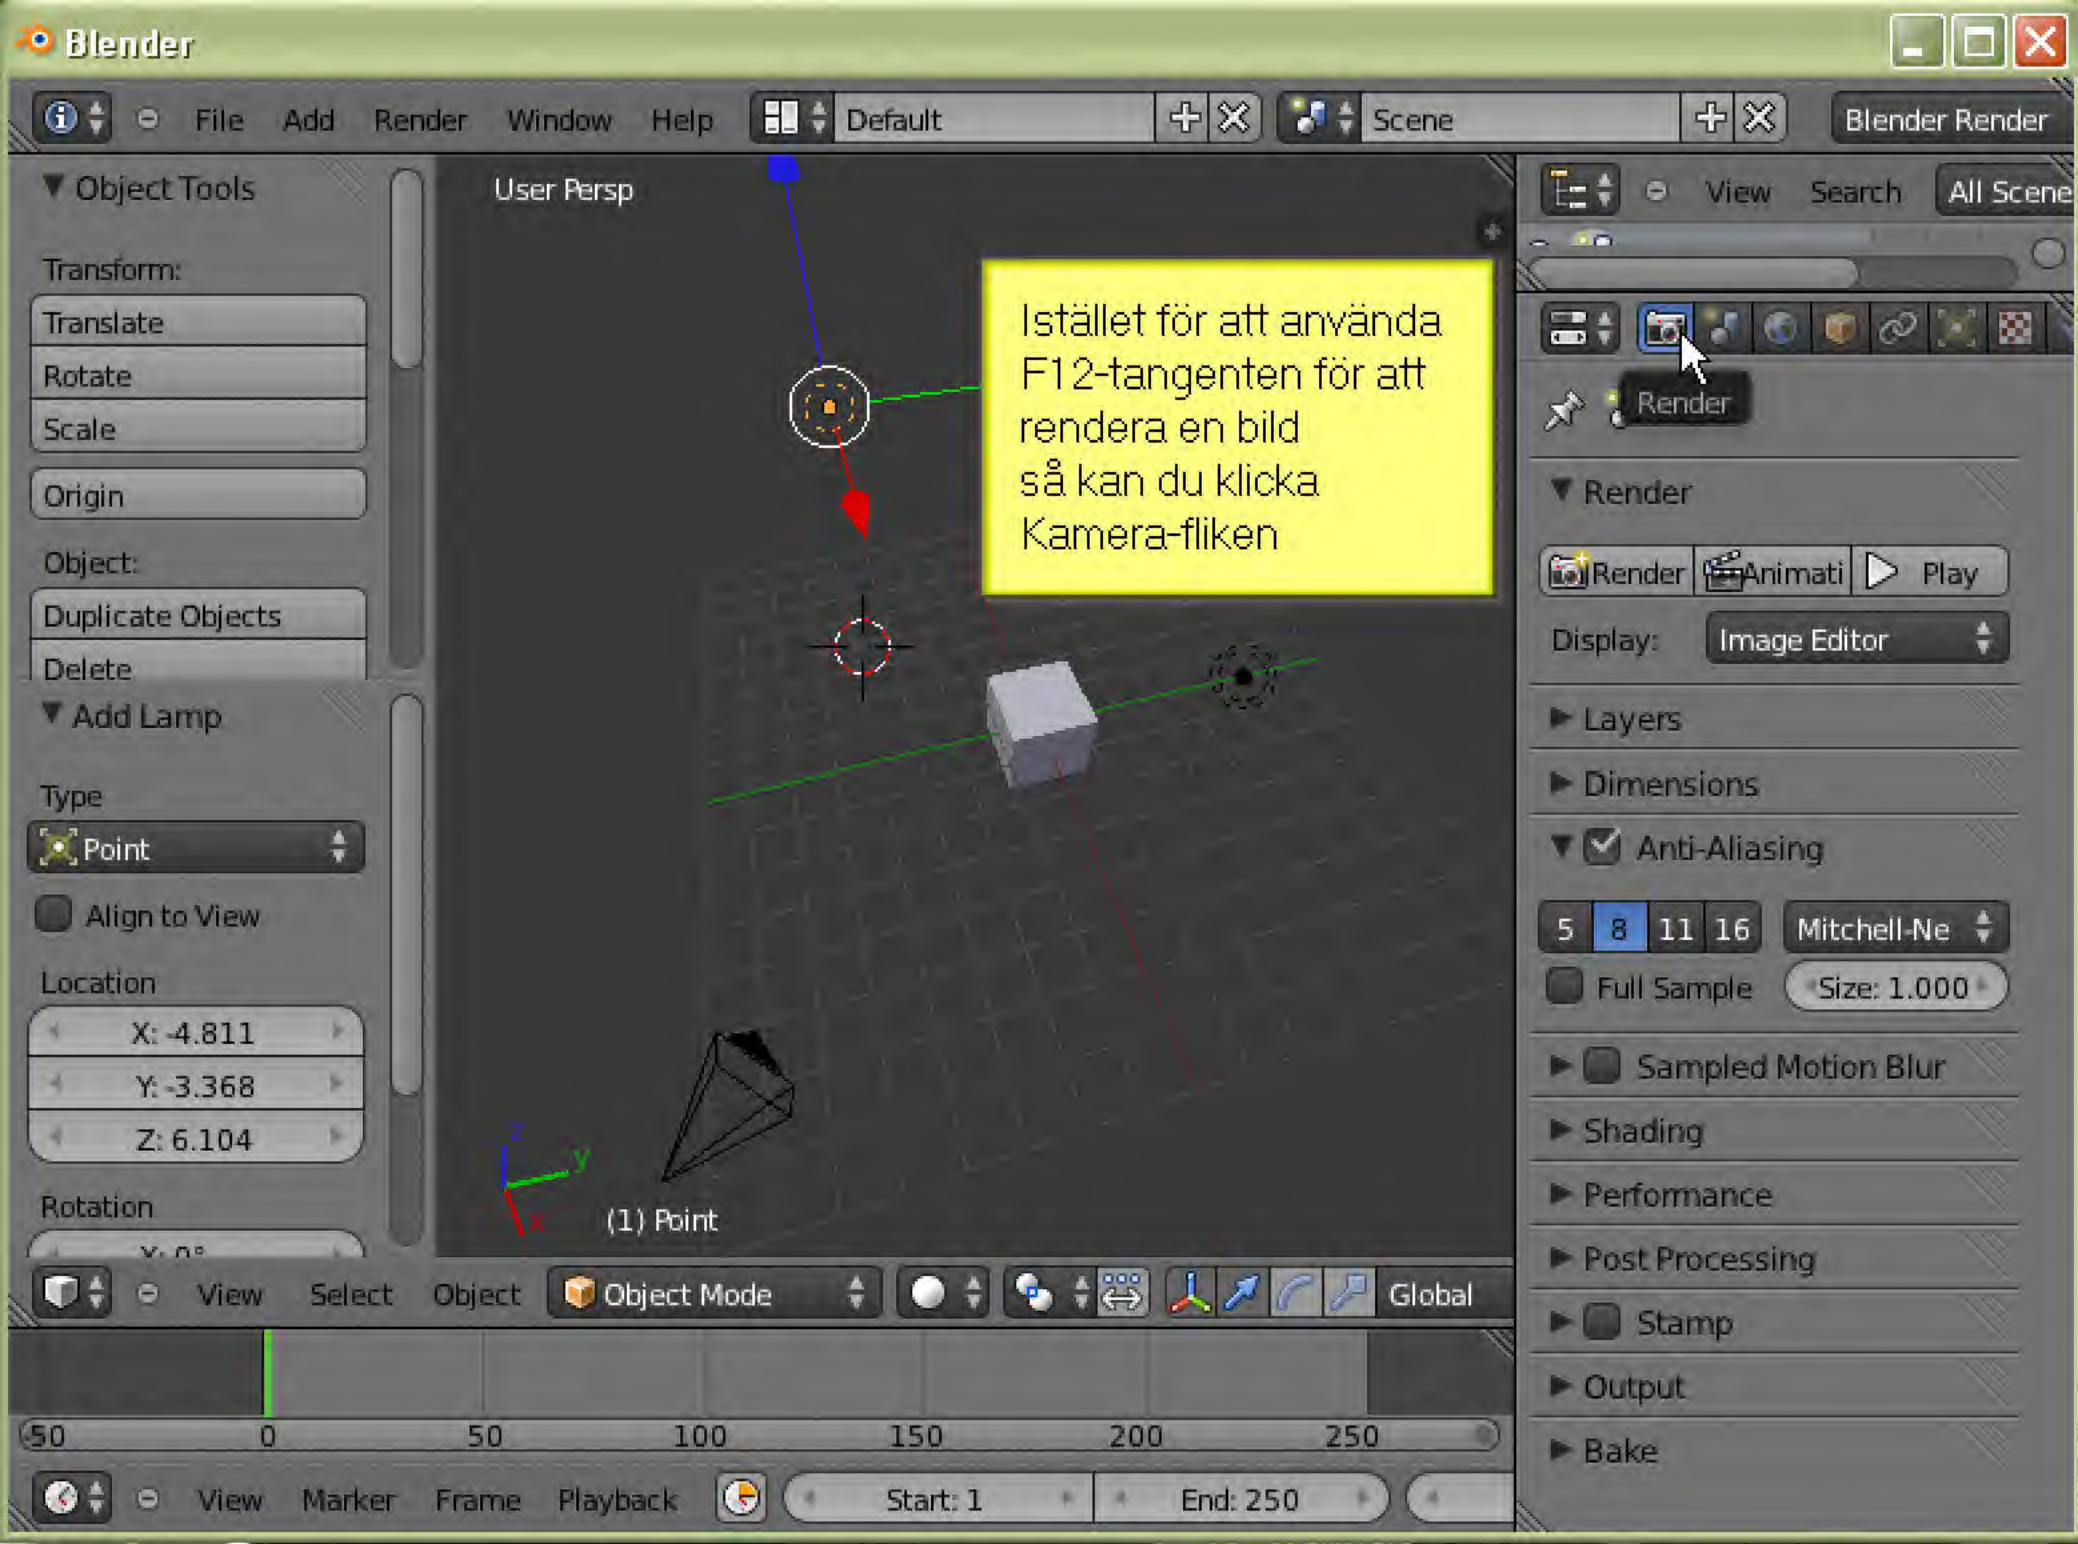 Blender
File Add Render Window Help Default Scene Blender Render
Object Tools
Transform:
Translate
Rotate
Scale
Origin
Object:
Duplicate Objects
Delete
Add Lamp
Type
Point
Align to View
Location
X: -4.811
Y: -3.368
Z: 6.104
Rotation
X: 0°
User Persp
Istället för att använda
F12-tangenten för att
rendera en bild
så kan du klicka
Kamera-fliken
z
y
x
(1) Point
View Select Object Object Mode Global
-50 0 50 100 150 200 250
View Marker Frame Playback Start: 1 End: 250
View Search All Scene
Render
Render
Render Animati Play
Display: Image Editor
Layers
Dimensions
Anti-Aliasing
5 8 11 16 Mitchell-Ne
Full Sample Size: 1.000
Sampled Motion Blur
Shading
Performance
Post Processing
Stamp
Output
Bake